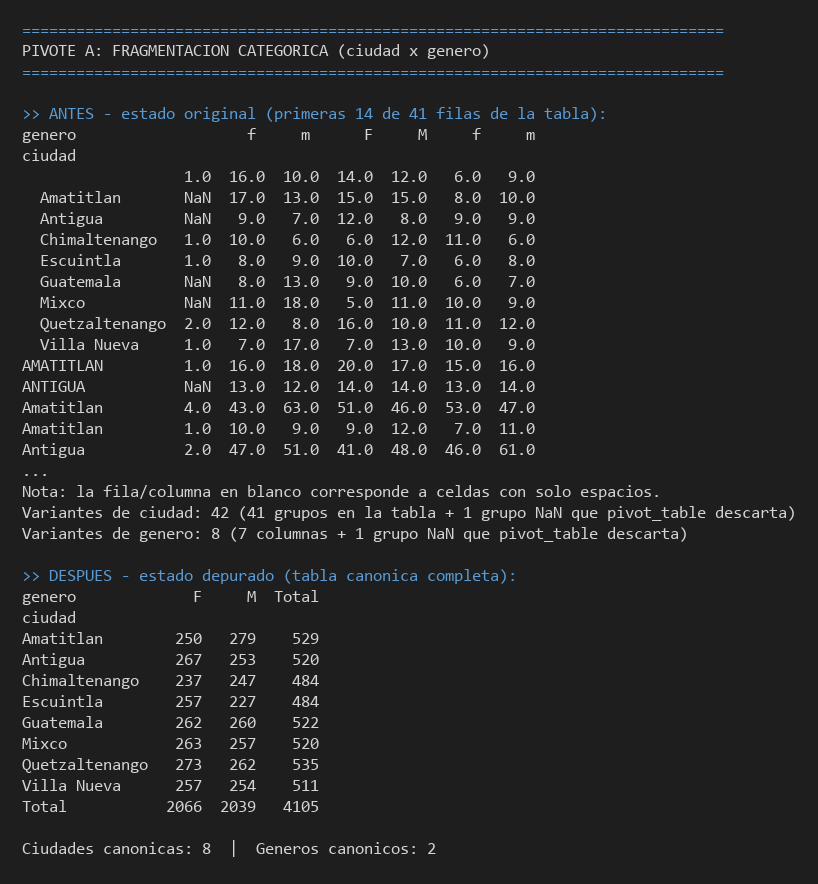 ==============================================================================
PIVOTE A: FRAGMENTACION CATEGORICA (ciudad x genero)
==============================================================================
>> ANTES - estado original (primeras 14 de 41 filas de la tabla):
genero                   f     m      F     M     f     m
ciudad
                  1.0  16.0  10.0  14.0  12.0   6.0   9.0
  Amatitlan       NaN  17.0  13.0  15.0  15.0   8.0  10.0
  Antigua         NaN   9.0   7.0  12.0   8.0   9.0   9.0
  Chimaltenango   1.0  10.0   6.0   6.0  12.0  11.0   6.0
  Escuintla       1.0   8.0   9.0  10.0   7.0   6.0   8.0
  Guatemala       NaN   8.0  13.0   9.0  10.0   6.0   7.0
  Mixco           NaN  11.0  18.0   5.0  11.0  10.0   9.0
  Quetzaltenango  2.0  12.0   8.0  16.0  10.0  11.0  12.0
  Villa Nueva     1.0   7.0  17.0   7.0  13.0  10.0   9.0
AMATITLAN         1.0  16.0  18.0  20.0  17.0  15.0  16.0
ANTIGUA           NaN  13.0  12.0  14.0  14.0  13.0  14.0
Amatitlan         4.0  43.0  63.0  51.0  46.0  53.0  47.0
Amatitlan         1.0  10.0   9.0   9.0  12.0   7.0  11.0
Antigua           2.0  47.0  51.0  41.0  48.0  46.0  61.0
...
Nota: la fila/columna en blanco corresponde a celdas con solo espacios.
Variantes de ciudad: 42 (41 grupos en la tabla + 1 grupo NaN que pivot_table descarta)
Variantes de genero: 8 (7 columnas + 1 grupo NaN que pivot_table descarta)
>> DESPUES - estado depurado (tabla canonica completa):
genero             F     M  Total
ciudad
Amatitlan        250   279    529
Antigua          267   253    520
Chimaltenango    237   247    484
Escuintla        257   227    484
Guatemala        262   260    522
Mixco            263   257    520
Quetzaltenango   273   262    535
Villa Nueva      257   254    511
Total           2066  2039   4105
Ciudades canonicas: 8  |  Generos canonicos: 2